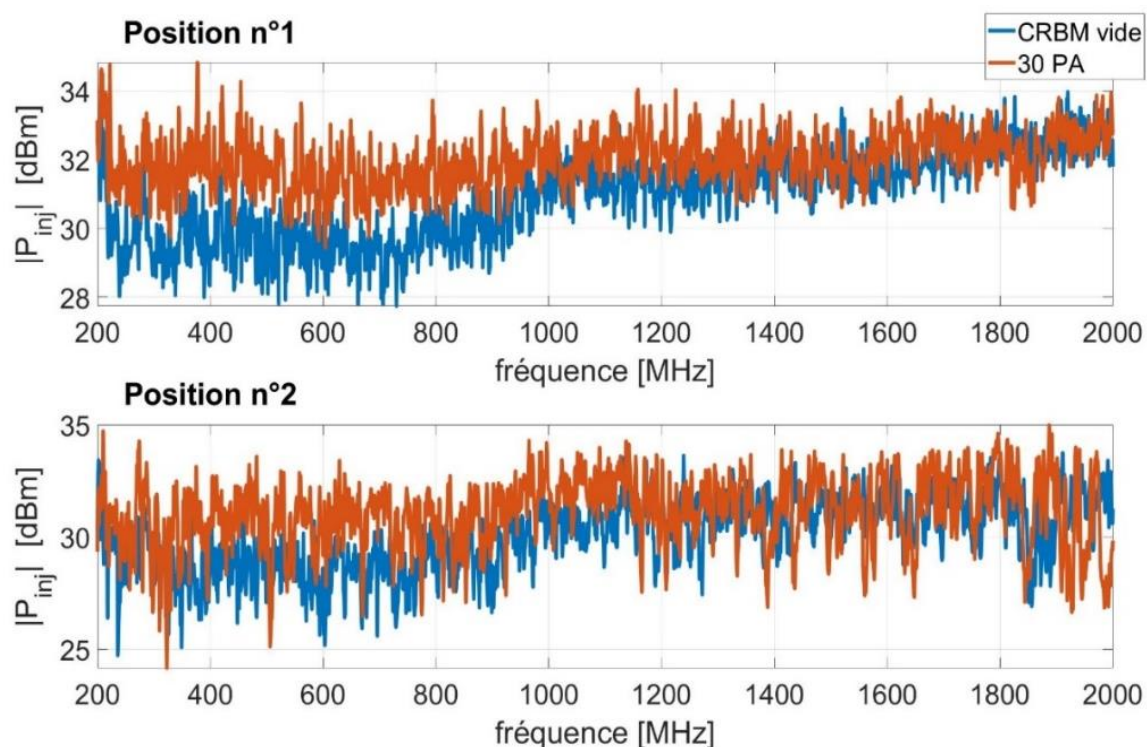 Position n°1
CRBM vide
30 PA
|P_inj| [dBm]
34
32
30
28
200 400 600 800 1000 1200 1400 1600 1800 2000
fréquence [MHz]
Position n°2
|P_inj| [dBm]
35
30
25
200 400 600 800 1000 1200 1400 1600 1800 2000
fréquence [MHz]